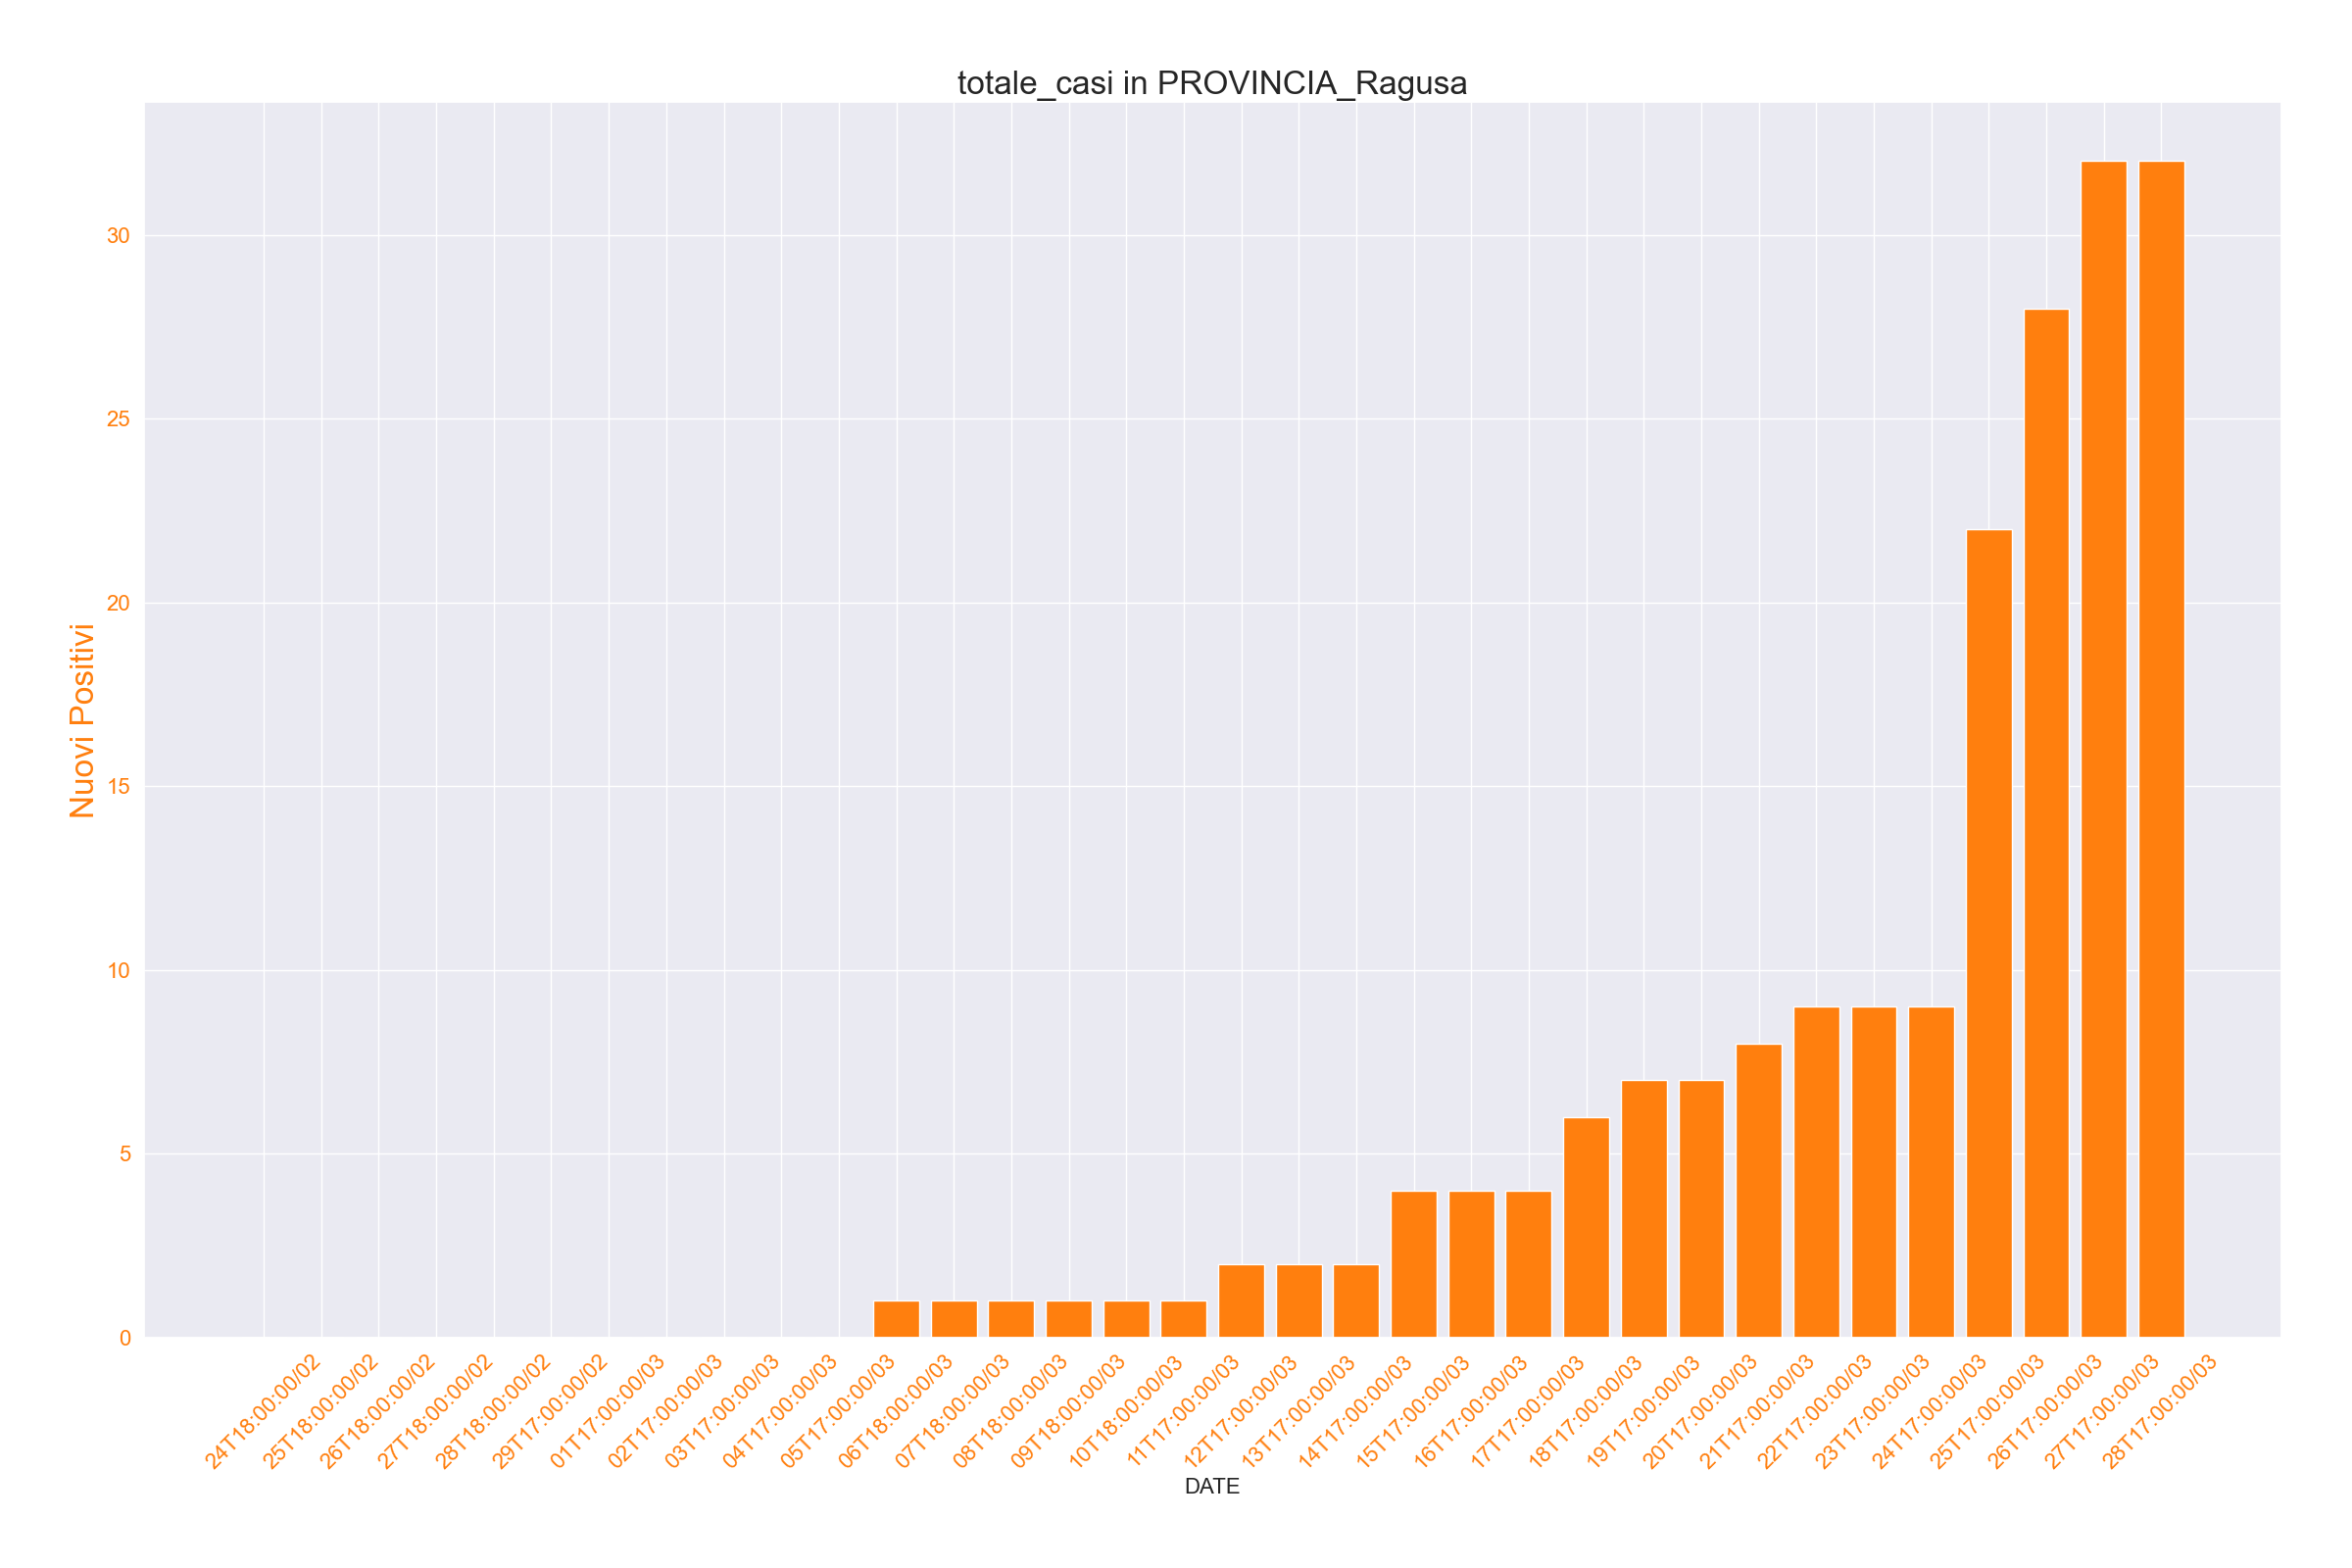 totale_casi in PROVINCIA_Ragusa
Nuovi Positivi
30
25
20
15
10
5
0
24T18:00:00/02
25T18:00:00/02
26T18:00:00/02
27T18:00:00/02
28T18:00:00/02
29T17:00:00/02
01T17:00:00/03
02T17:00:00/03
03T17:00:00/03
04T17:00:00/03
05T17:00:00/03
06T18:00:00/03
07T18:00:00/03
08T18:00:00/03
09T18:00:00/03
10T18:00:00/03
11T17:00:00/03
12T17:00:00/03
13T17:00:00/03
14T17:00:00/03
15T17:00:00/03
16T17:00:00/03
17T17:00:00/03
18T17:00:00/03
19T17:00:00/03
20T17:00:00/03
21T17:00:00/03
22T17:00:00/03
23T17:00:00/03
24T17:00:00/03
25T17:00:00/03
26T17:00:00/03
27T17:00:00/03
28T17:00:00/03
DATE